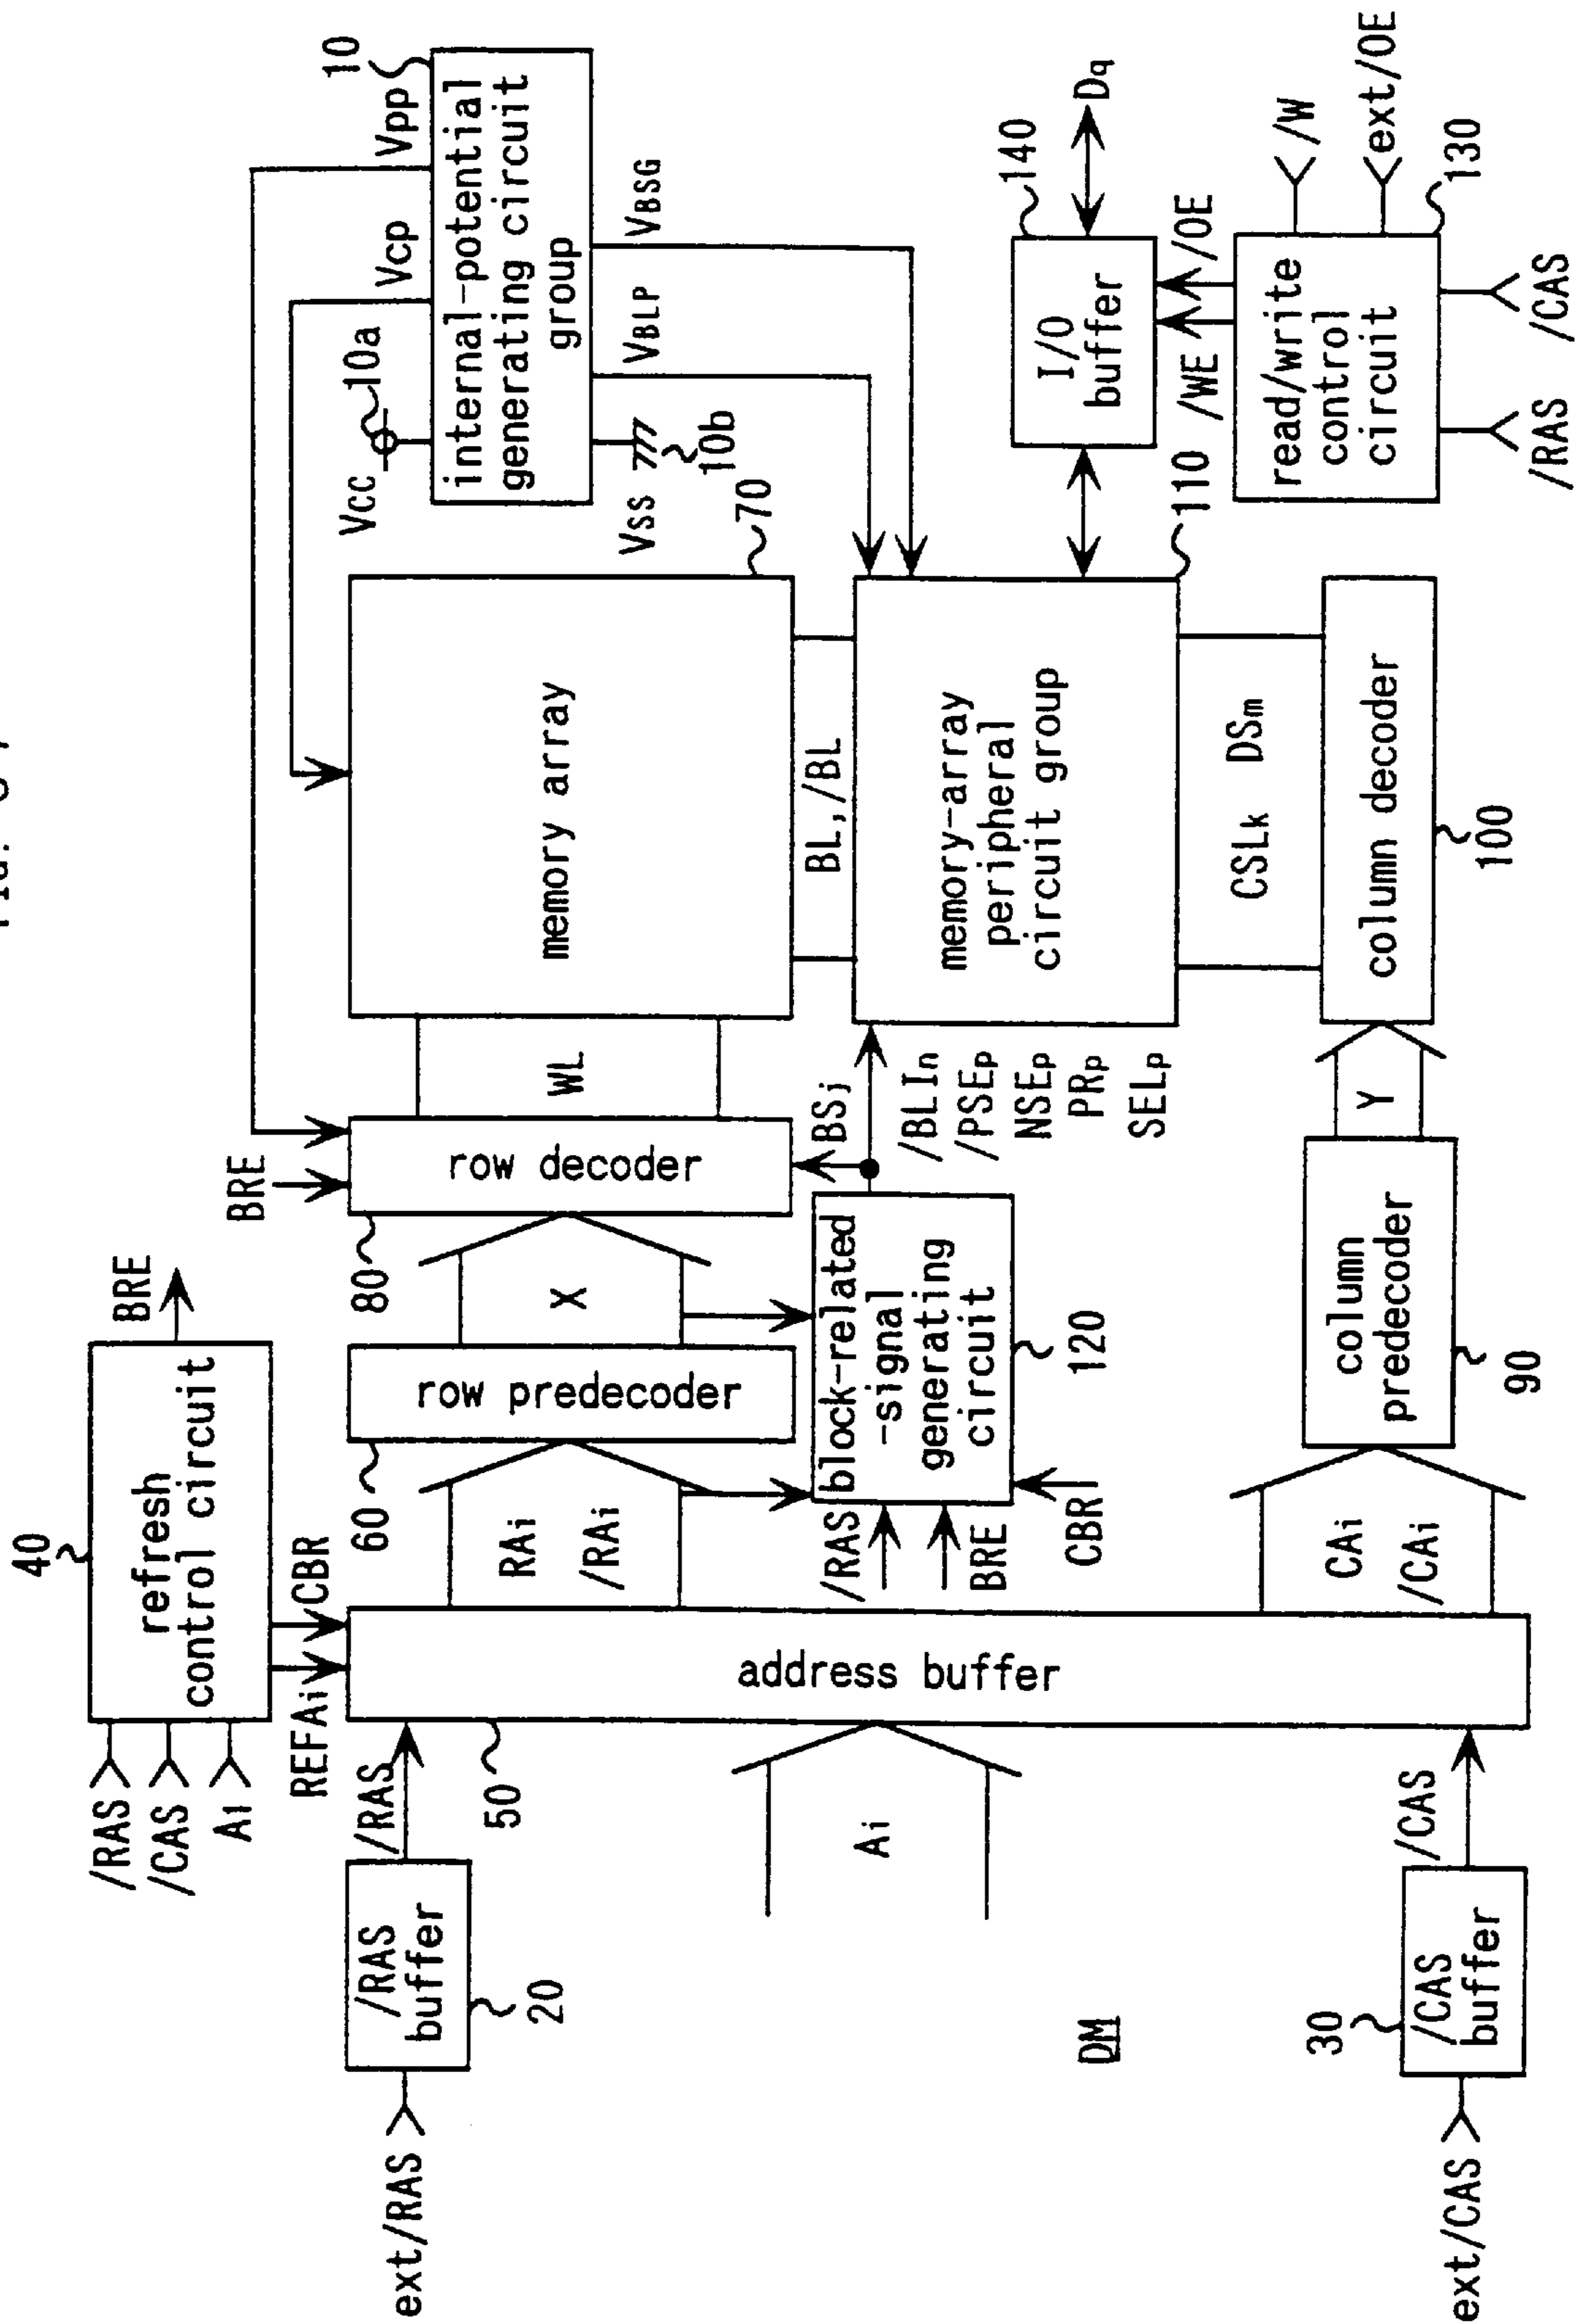 40
refresh
control circuit
/RAS
/CAS
A1
BRE
REFAi
CBR
10
internal-potential
generating circuit
group
Vpp
Vcp
Vcc
10a
Vss
10b
VBLP
VBSG
BRE
ext/RAS
/RAS
buffer
20
/RAS
50
address buffer
Ai
RAi
/RAi
60
row predecoder
X
80
row decoder
WL
memory array
70
BL,/BL
BSj
/RAS
BRE
CBR
block-related
-signal
generating
circuit
120
/BLIn
/PSEp
NSEp
PRp
SELp
memory-array
peripheral
circuit group
110
I/O
buffer
140
Dq
/WE
/OE
read/write
control
circuit
130
/W
ext/OE
/RAS
/CAS
CSLk DSm
DM
ext/CAS
30
/CAS
buffer
/CAS
CAi
/CAi
column
predecoder
90
Y
column decoder
100